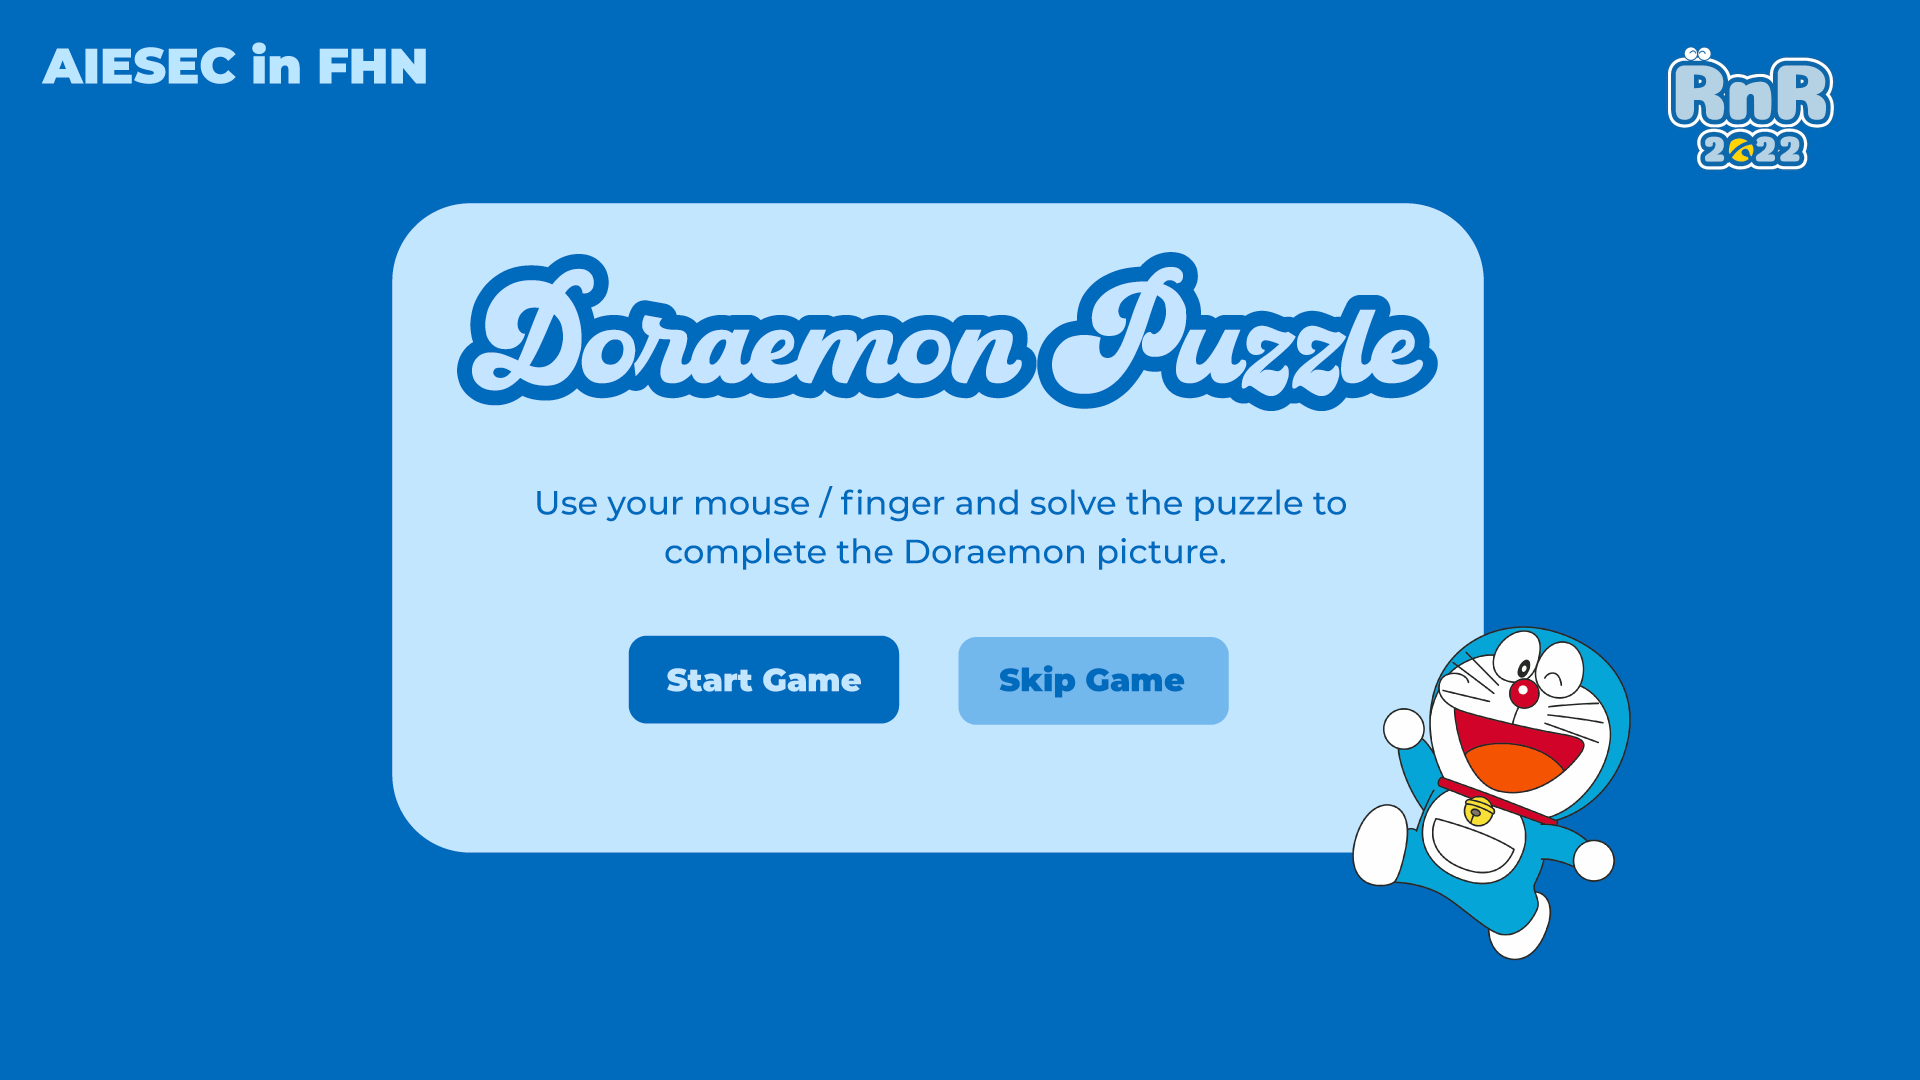 AIESEC in FHN
RnR
2022
Doraemon Puzzle
Use your mouse / finger and solve the puzzle to
complete the Doraemon picture.
Start Game
Skip Game